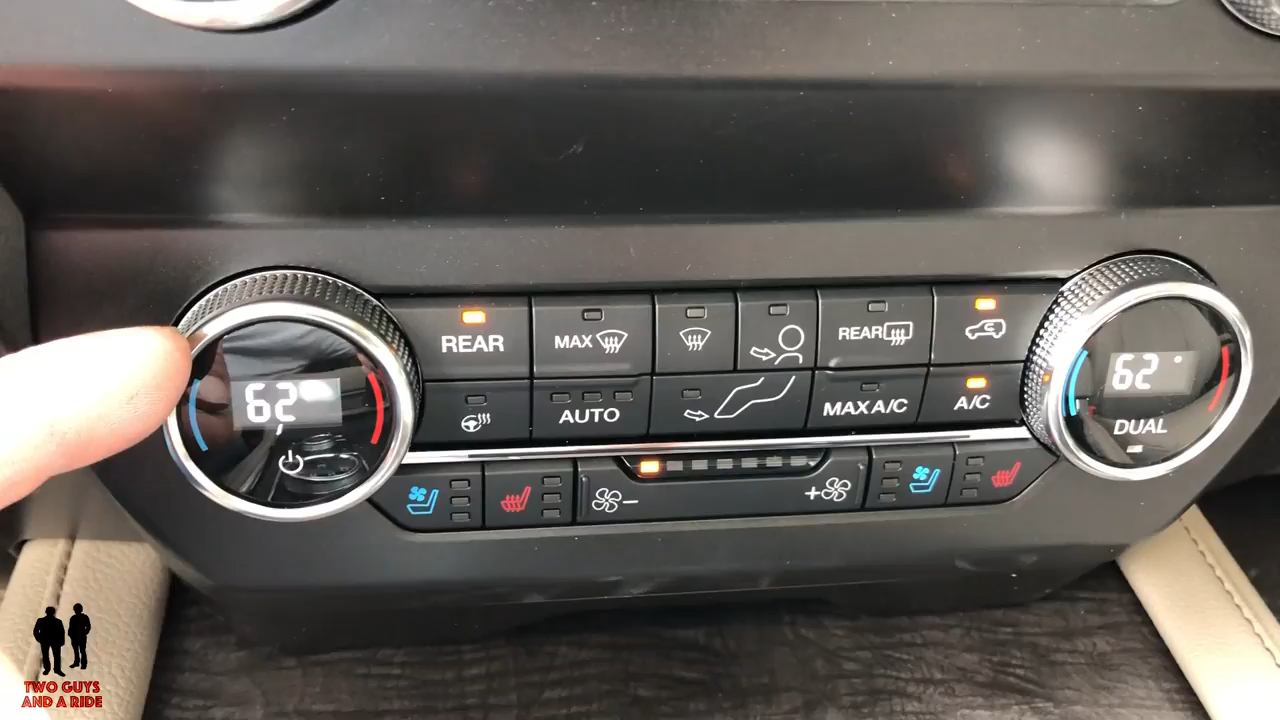 REAR
MAX
REAR
62
62°
AUTO
MAX A/C
A/C
DUAL
−
+
TWO GUYS
AND A RIDE